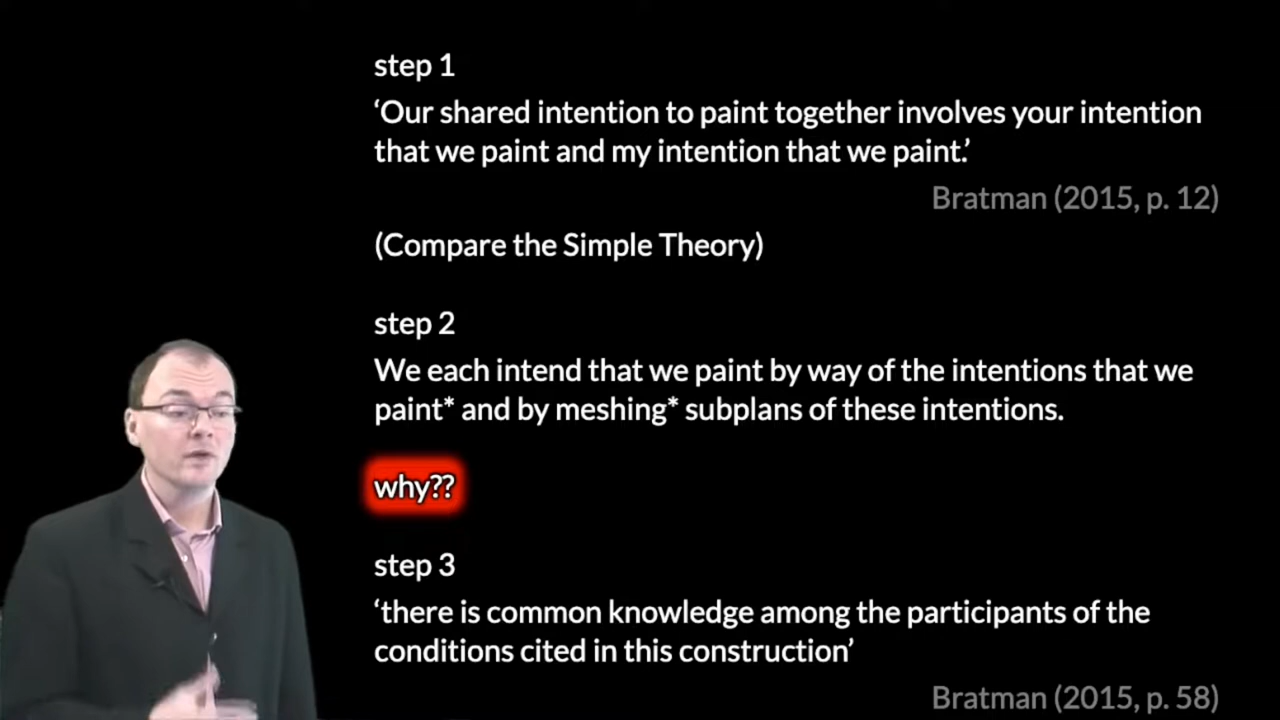 step 1
‘Our shared intention to paint together involves your intention
that we paint and my intention that we paint.’
Bratman (2015, p. 12)
(Compare the Simple Theory)
step 2
We each intend that we paint by way of the intentions that we
paint* and by meshing* subplans of these intentions.
why??
step 3
‘there is common knowledge among the participants of the
conditions cited in this construction’
Bratman (2015, p. 58)